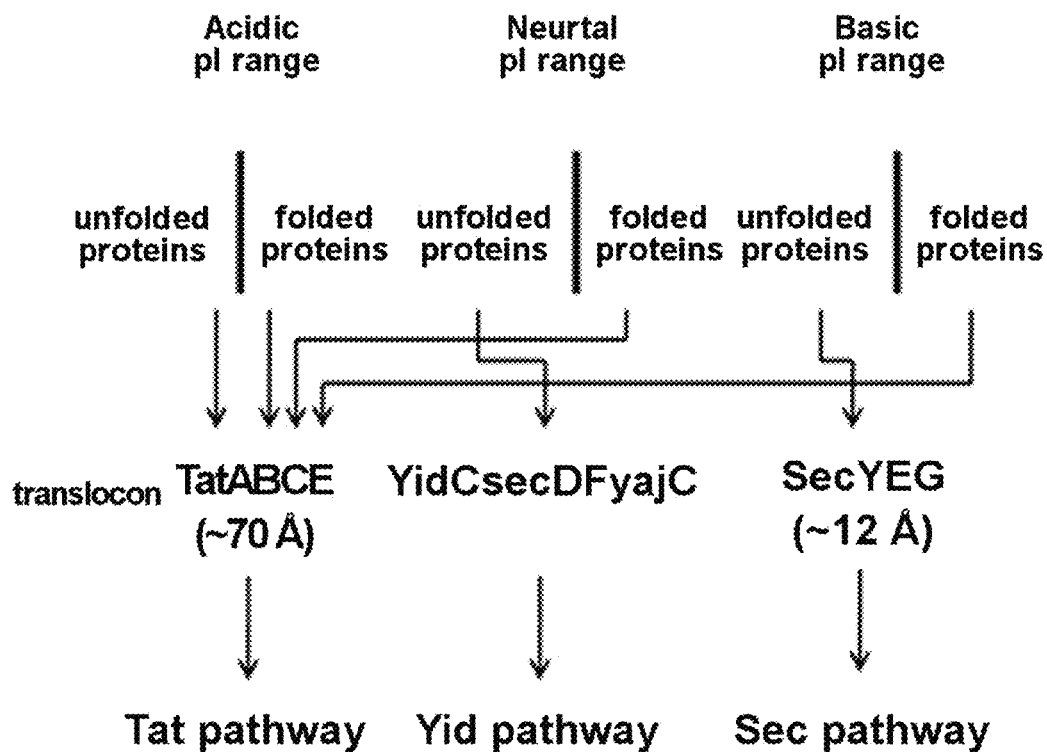 Acidic
pI range
Neurtal
pI range
Basic
pI range
unfolded
proteins
folded
proteins
unfolded
proteins
folded
proteins
unfolded
proteins
folded
proteins
translocon
TatABCE
(~70 Å)
YidCsecDFyajC
SecYEG
(~12 Å)
Tat pathway
Yid pathway
Sec pathway